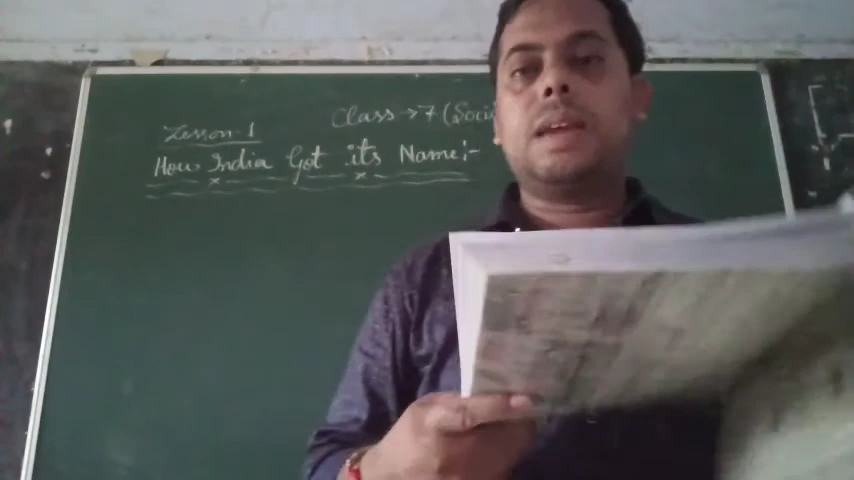 Class → 7 (Soci
Lesson-1
How India Got its Name:-